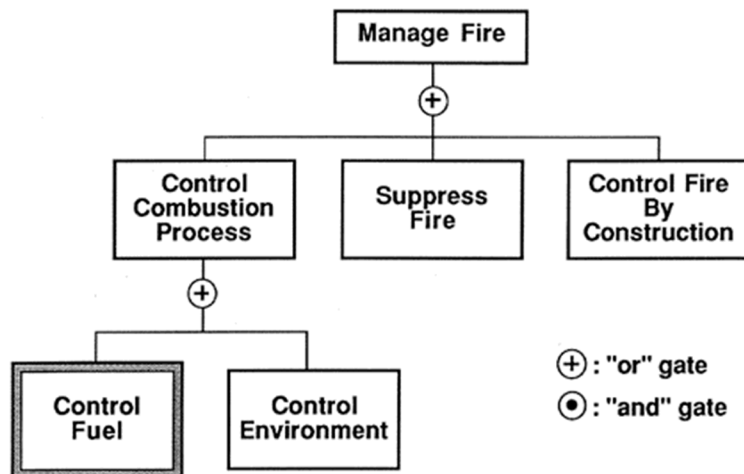 Manage Fire
+
Control
Combustion
Process
Suppress
Fire
Control Fire
By
Construction
+
Control
Fuel
Control
Environment
+ : "or" gate
• : "and" gate